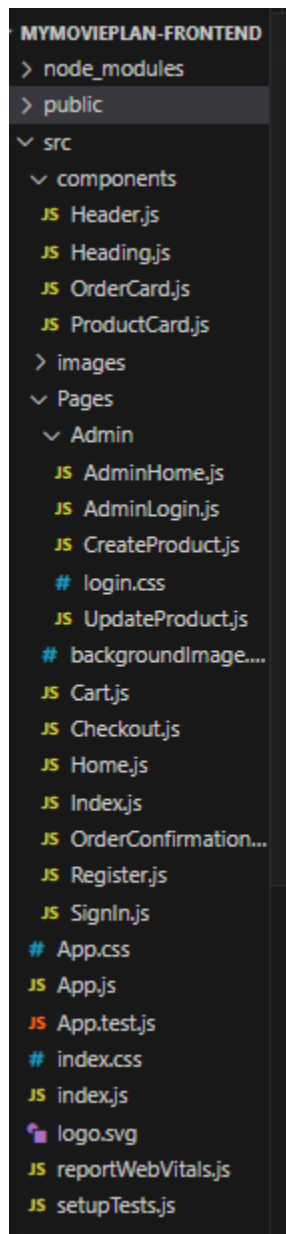 MYMOVIEPLAN-FRONTEND
node_modules
public
src
components
JS Header.js
JS Heading.js
JS OrderCard.js
JS ProductCard.js
images
Pages
Admin
JS AdminHome.js
JS AdminLogin.js
JS CreateProduct.js
# login.css
JS UpdateProduct.js
# backgroundImage....
JS Cart.js
JS Checkout.js
JS Home.js
JS Index.js
JS OrderConfirmation...
JS Register.js
JS SignIn.js
# App.css
JS App.js
JS App.test.js
# index.css
JS index.js
logo.svg
JS reportWebVitals.js
JS setupTests.js